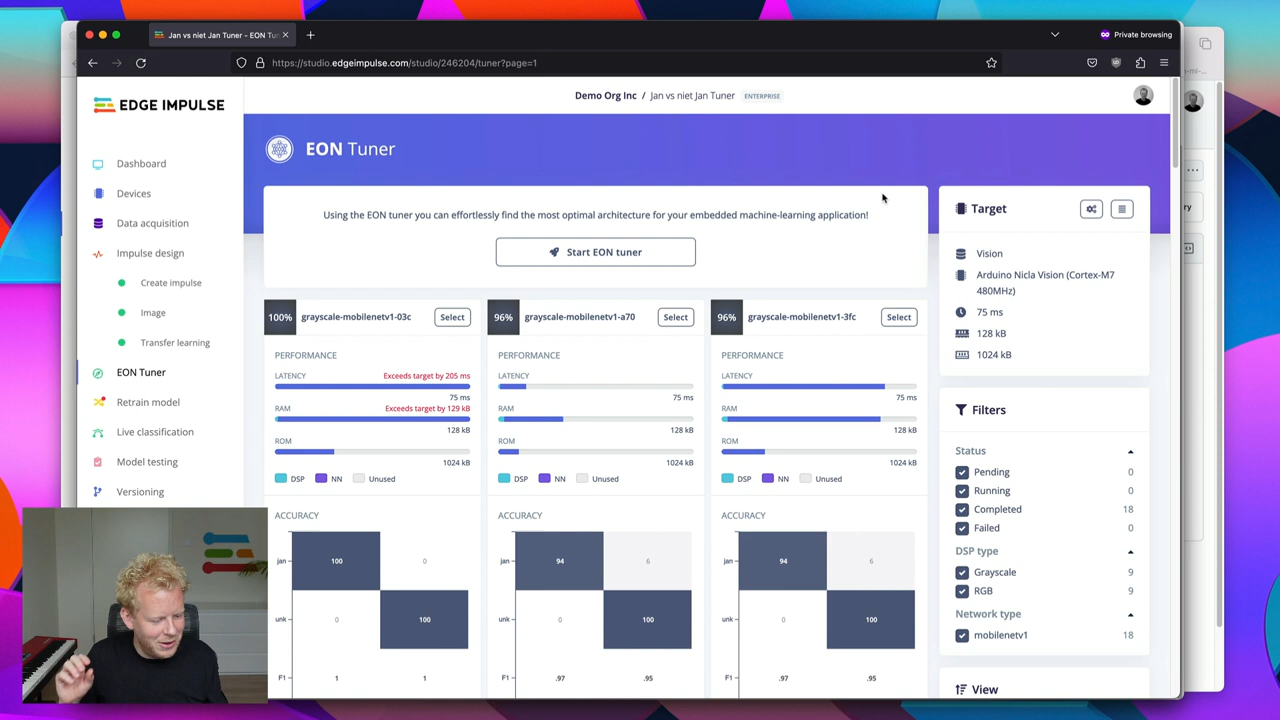 Jan vs niet Jan Tuner - EON Tun
Private browsing
https://studio.edgeimpulse.com/studio/246204/tuner?page=1
EDGE IMPULSE
Demo Org Inc / Jan vs niet Jan Tuner ENTERPRISE
Dashboard
Devices
Data acquisition
Impulse design
Create impulse
Image
Transfer learning
EON Tuner
Retrain model
Live classification
Model testing
Versioning
EON Tuner
Using the EON tuner you can effortlessly find the most optimal architecture for your embedded machine-learning application!
Start EON tuner
100% grayscale-mobilenetv1-03c Select
PERFORMANCE
LATENCY Exceeds target by 205 ms
75 ms
RAM Exceeds target by 129 kB
128 kB
ROM
1024 kB
DSP NN Unused
ACCURACY
jan 100 0
unk 0 100
F1 1 1
96% grayscale-mobilenetv1-a70 Select
PERFORMANCE
LATENCY
75 ms
RAM
128 kB
ROM
1024 kB
DSP NN Unused
ACCURACY
jan 94 6
unk 0 100
F1 .97 .95
96% grayscale-mobilenetv1-3fc Select
PERFORMANCE
LATENCY
75 ms
RAM
128 kB
ROM
1024 kB
DSP NN Unused
ACCURACY
jan 94 6
unk 0 100
F1 .97 .95
Target
Vision
Arduino Nicla Vision (Cortex-M7
480MHz)
75 ms
128 kB
1024 kB
Filters
Status
Pending 0
Running 0
Completed 18
Failed 0
DSP type
Grayscale 9
RGB 9
Network type
mobilenetv1 18
View